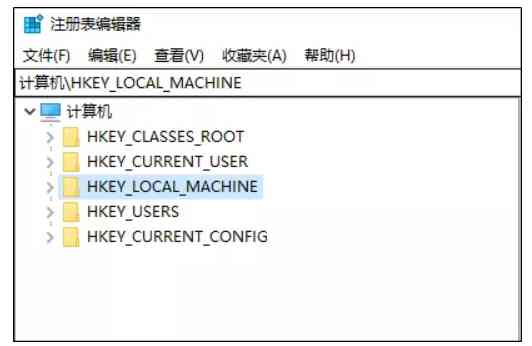 注册表编辑器
文件(F) 编辑(E) 查看(V) 收藏夹(A) 帮助(H)
计算机\HKEY_LOCAL_MACHINE
计算机
HKEY_CLASSES_ROOT
HKEY_CURRENT_USER
HKEY_LOCAL_MACHINE
HKEY_USERS
HKEY_CURRENT_CONFIG